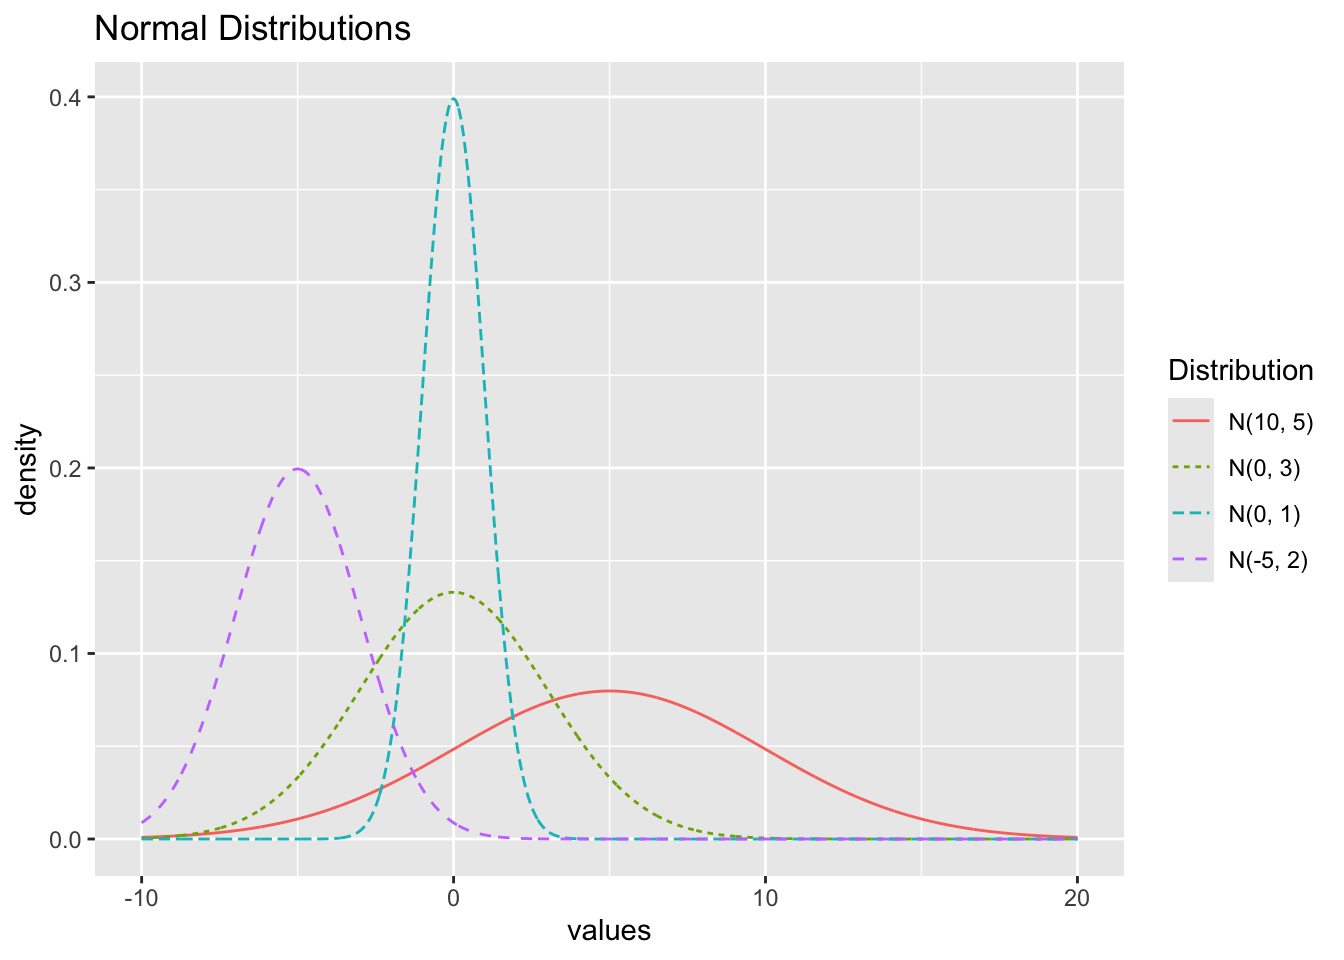 Normal Distributions
0.4
0.3
0.2
0.1
0.0
density
-10
0
10
20
values
Distribution
N(10, 5)
N(0, 3)
N(0, 1)
N(-5, 2)